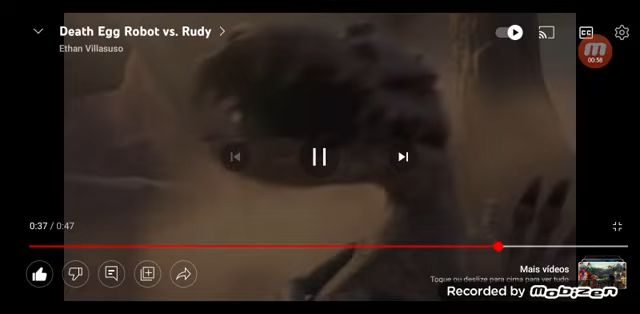 Death Egg Robot vs. Rudy
Ethan Villasuso
CC
00:58
0:37 / 0:47
Mais vídeos
Toque ou deslize para cima para ver tudo
Recorded by MOBIZEN